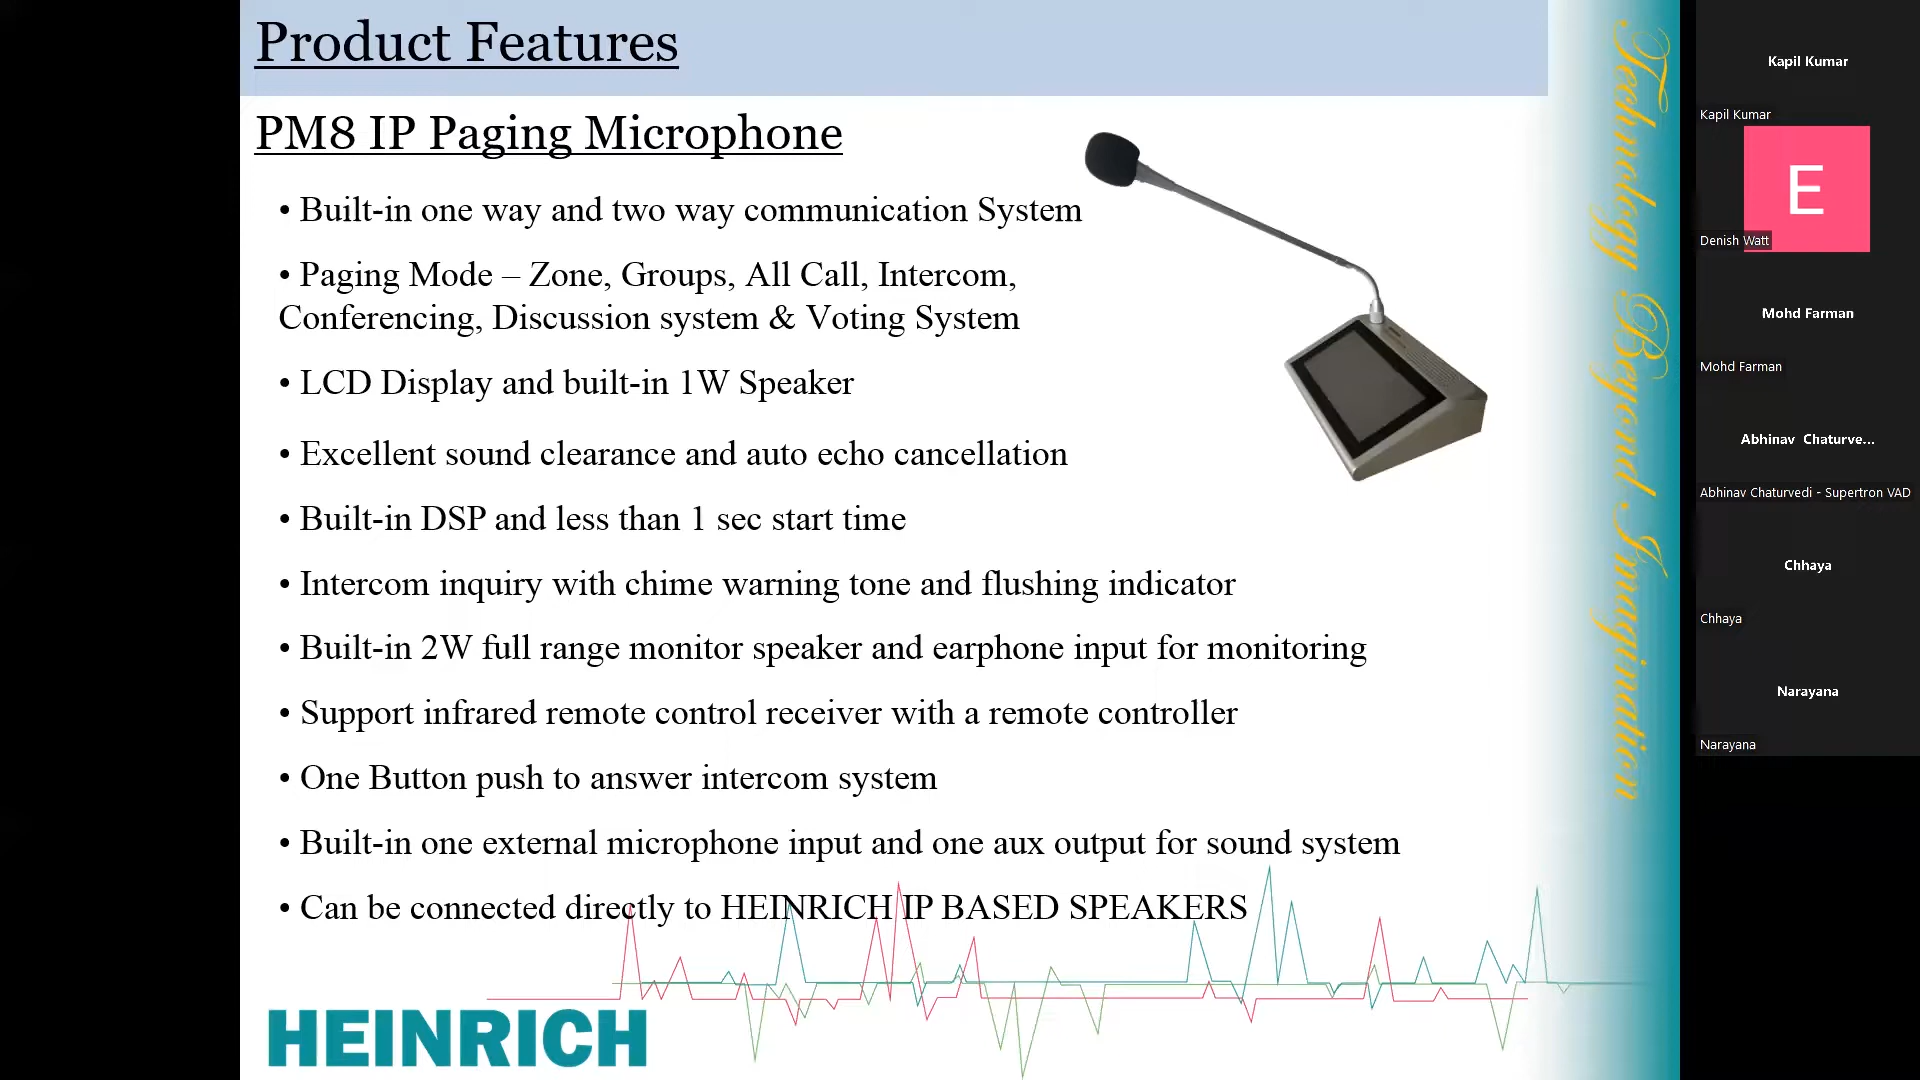 Product Features
PM8 IP Paging Microphone
• Built-in one way and two way communication System
• Paging Mode – Zone, Groups, All Call, Intercom,
Conferencing, Discussion system & Voting System
• LCD Display and built-in 1W Speaker
• Excellent sound clearance and auto echo cancellation
• Built-in DSP and less than 1 sec start time
• Intercom inquiry with chime warning tone and flushing indicator
• Built-in 2W full range monitor speaker and earphone input for monitoring
• Support infrared remote control receiver with a remote controller
• One Button push to answer intercom system
• Built-in one external microphone input and one aux output for sound system
• Can be connected directly to HEINRICH IP BASED SPEAKERS
HEINRICH
Technology Beyond Imagination
Kapil Kumar
Kapil Kumar
E
Denish Watt
Mohd Farman
Mohd Farman
Abhinav Chaturve...
Abhinav Chaturvedi - Supertron VAD
Chhaya
Chhaya
Narayana
Narayana